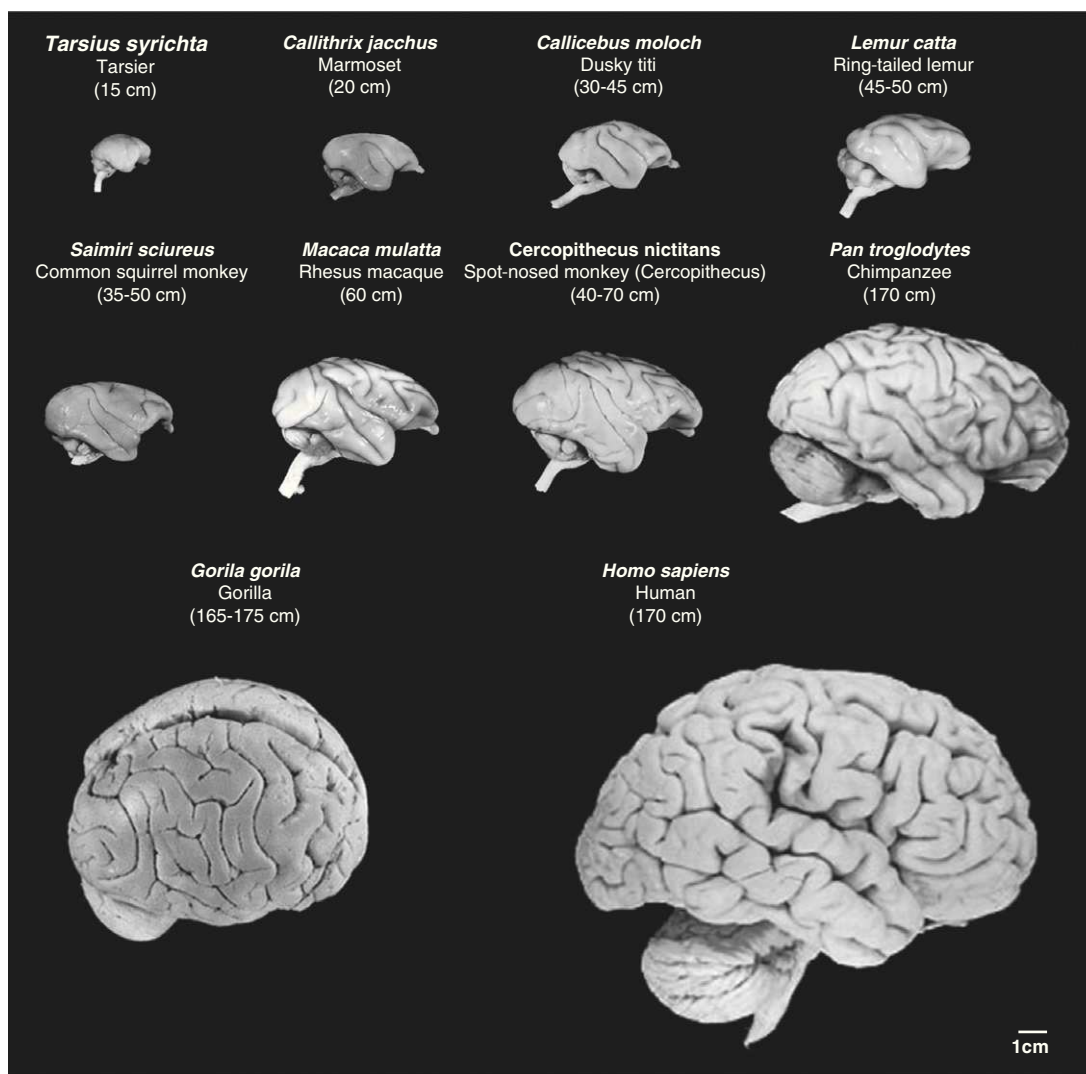 Tarsius syrichta
Tarsier
(15 cm)
Callithrix jacchus
Marmoset
(20 cm)
Callicebus moloch
Dusky titi
(30-45 cm)
Lemur catta
Ring-tailed lemur
(45-50 cm)
Saimiri sciureus
Common squirrel monkey
(35-50 cm)
Macaca mulatta
Rhesus macaque
(60 cm)
Cercopithecus nictitans
Spot-nosed monkey (Cercopithecus)
(40-70 cm)
Pan troglodytes
Chimpanzee
(170 cm)
Gorila gorila
Gorilla
(165-175 cm)
Homo sapiens
Human
(170 cm)
1cm